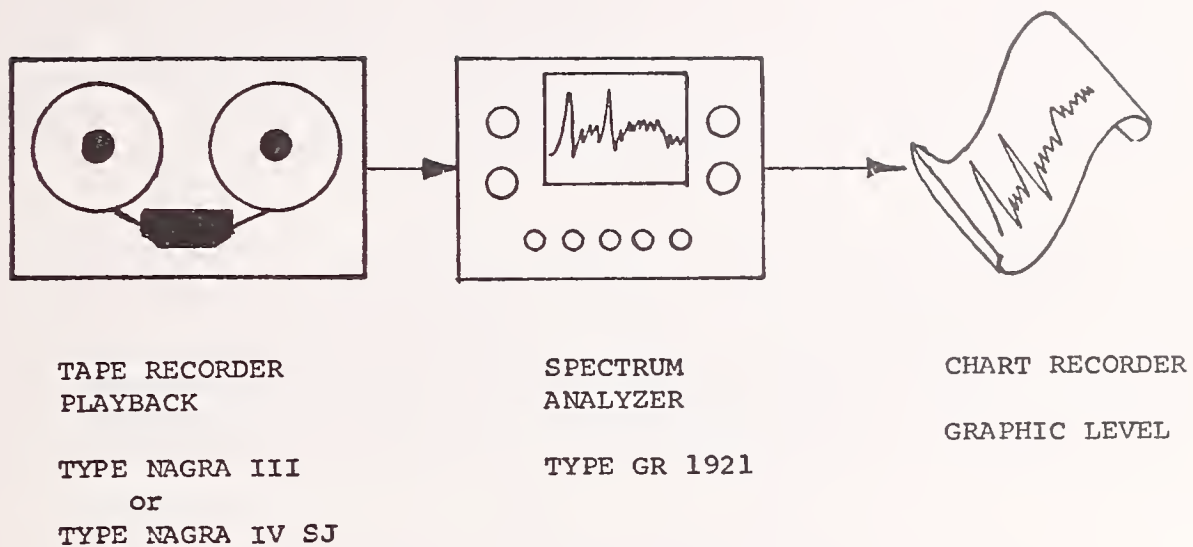 TAPE RECORDER
PLAYBACK
TYPE NAGRA III
or
TYPE NAGRA IV SJ
SPECTRUM
ANALYZER
TYPE GR 1921
CHART RECORDER
GRAPHIC LEVEL